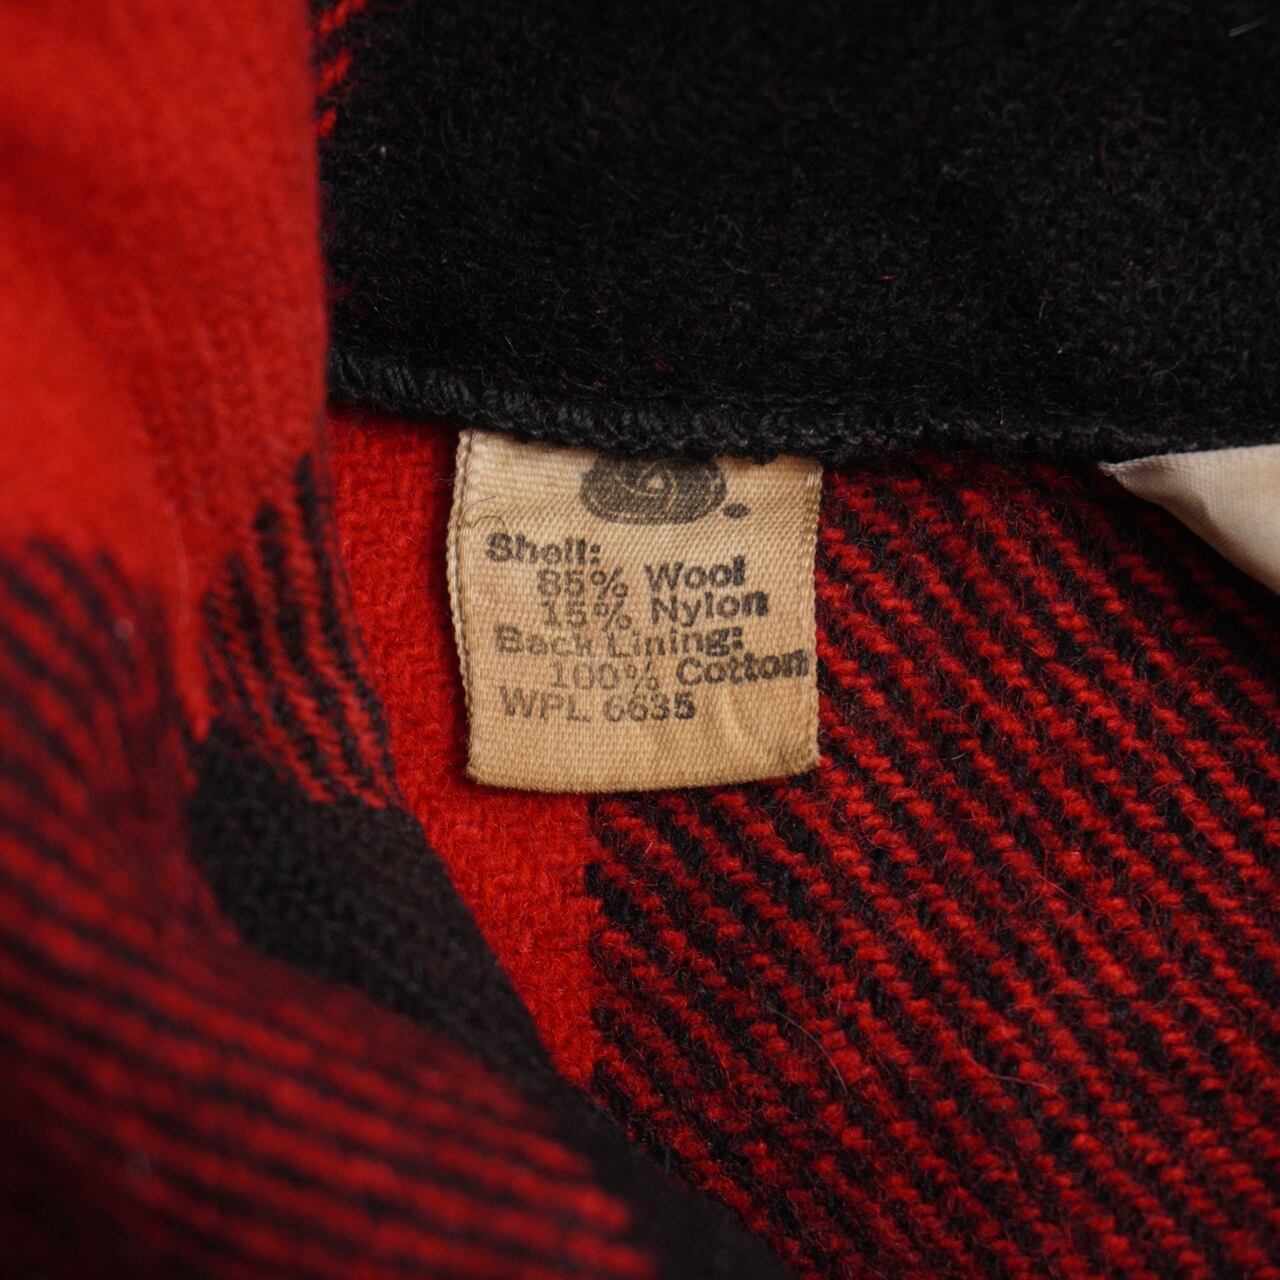 Shell:
85% Wool
15% Nylon
Back Lining:
100% Cotton
WPL 6635